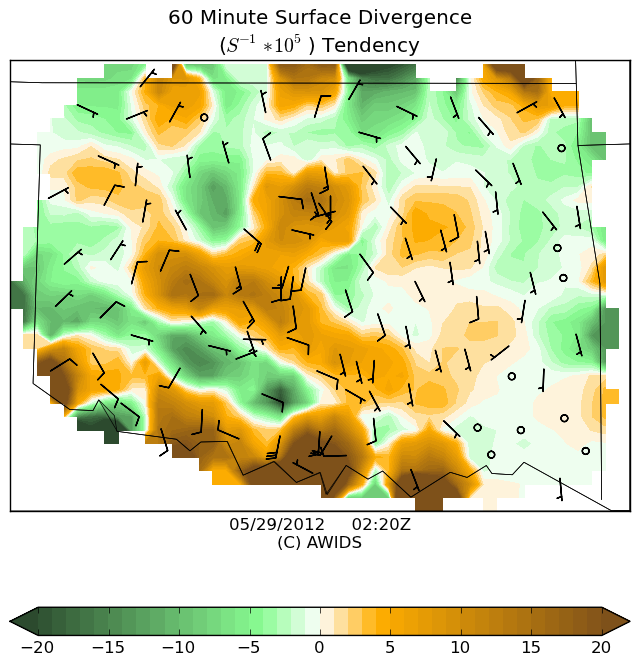 60 Minute Surface Divergence
($S^{-1}*10^5$ ) Tendency
05/29/2012 02:20Z
(C) AWIDS
−20 −15 −10 −5 0 5 10 15 20